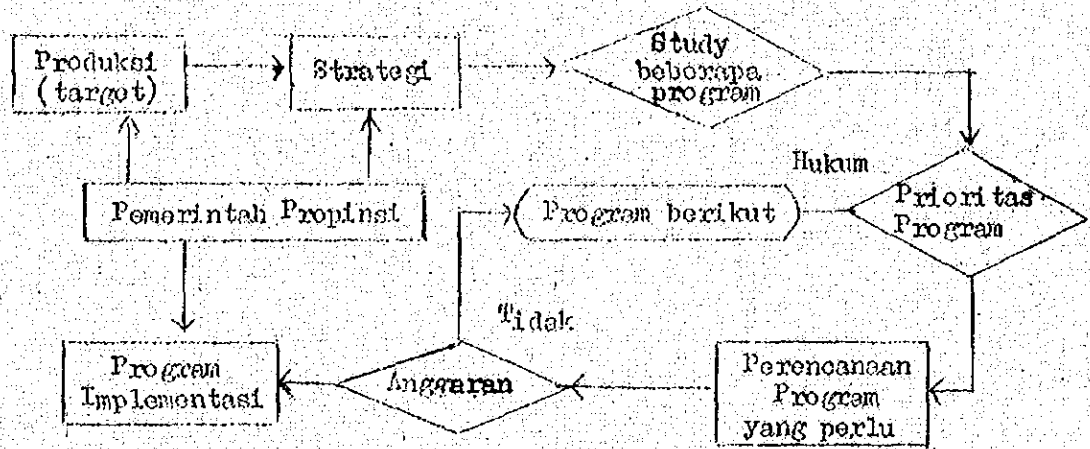 Produksi
(target)
Strategi
Study
beberapa
program
Hukum
Pemerintah Propinsi
Program berikut
Prioritas
Program
Tidak
Program
Implementasi
Anggaran
Perencanaan
Program
yang perlu